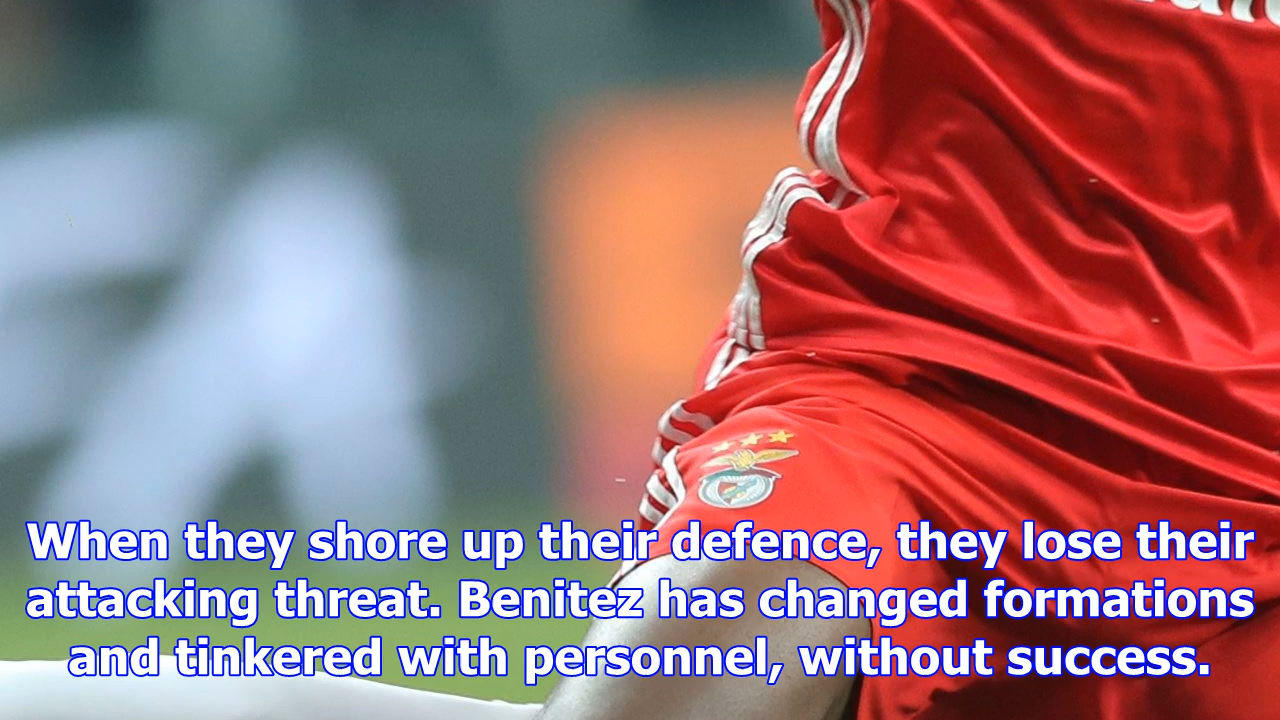 When they shore up their defence, they lose their
attacking threat. Benitez has changed formations
and tinkered with personnel, without success.